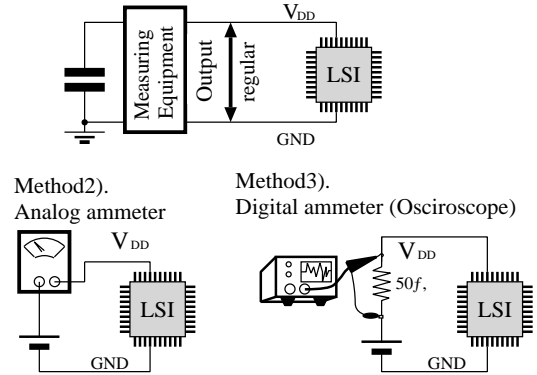 V_DD
Measuring
Equipment
Output
regular
LSI
GND
Method2).
Analog ammeter
V_DD
LSI
GND
Method3).
Digital ammeter (Osciroscope)
V_DD
50ƒ,
LSI
GND